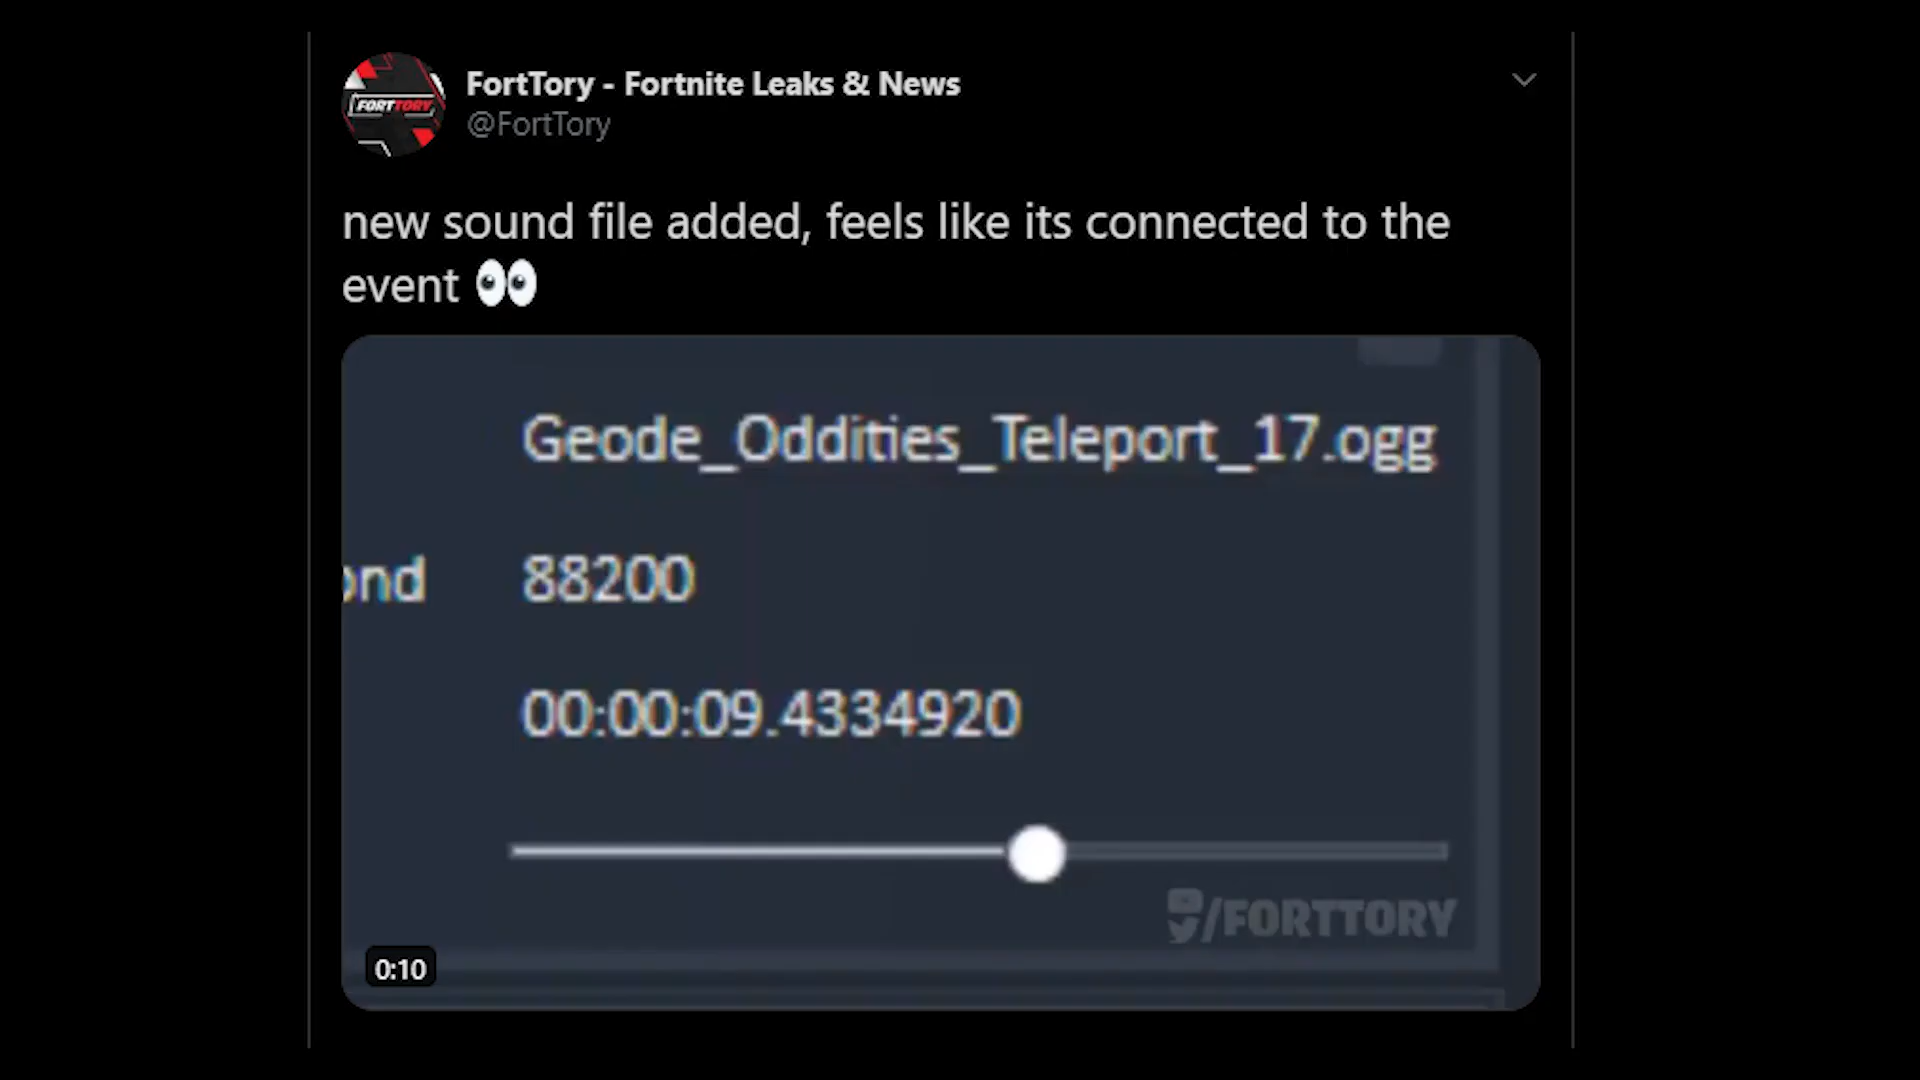 FortTory - Fortnite Leaks & News
FORTTORY
@FortTory
new sound file added, feels like its connected to the
event 👀
Geode_Oddities_Teleport_17.ogg
ond 88200
00:00:09.4334920
/FORTTORY
0:10